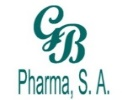 GB
Pharma, S. A.